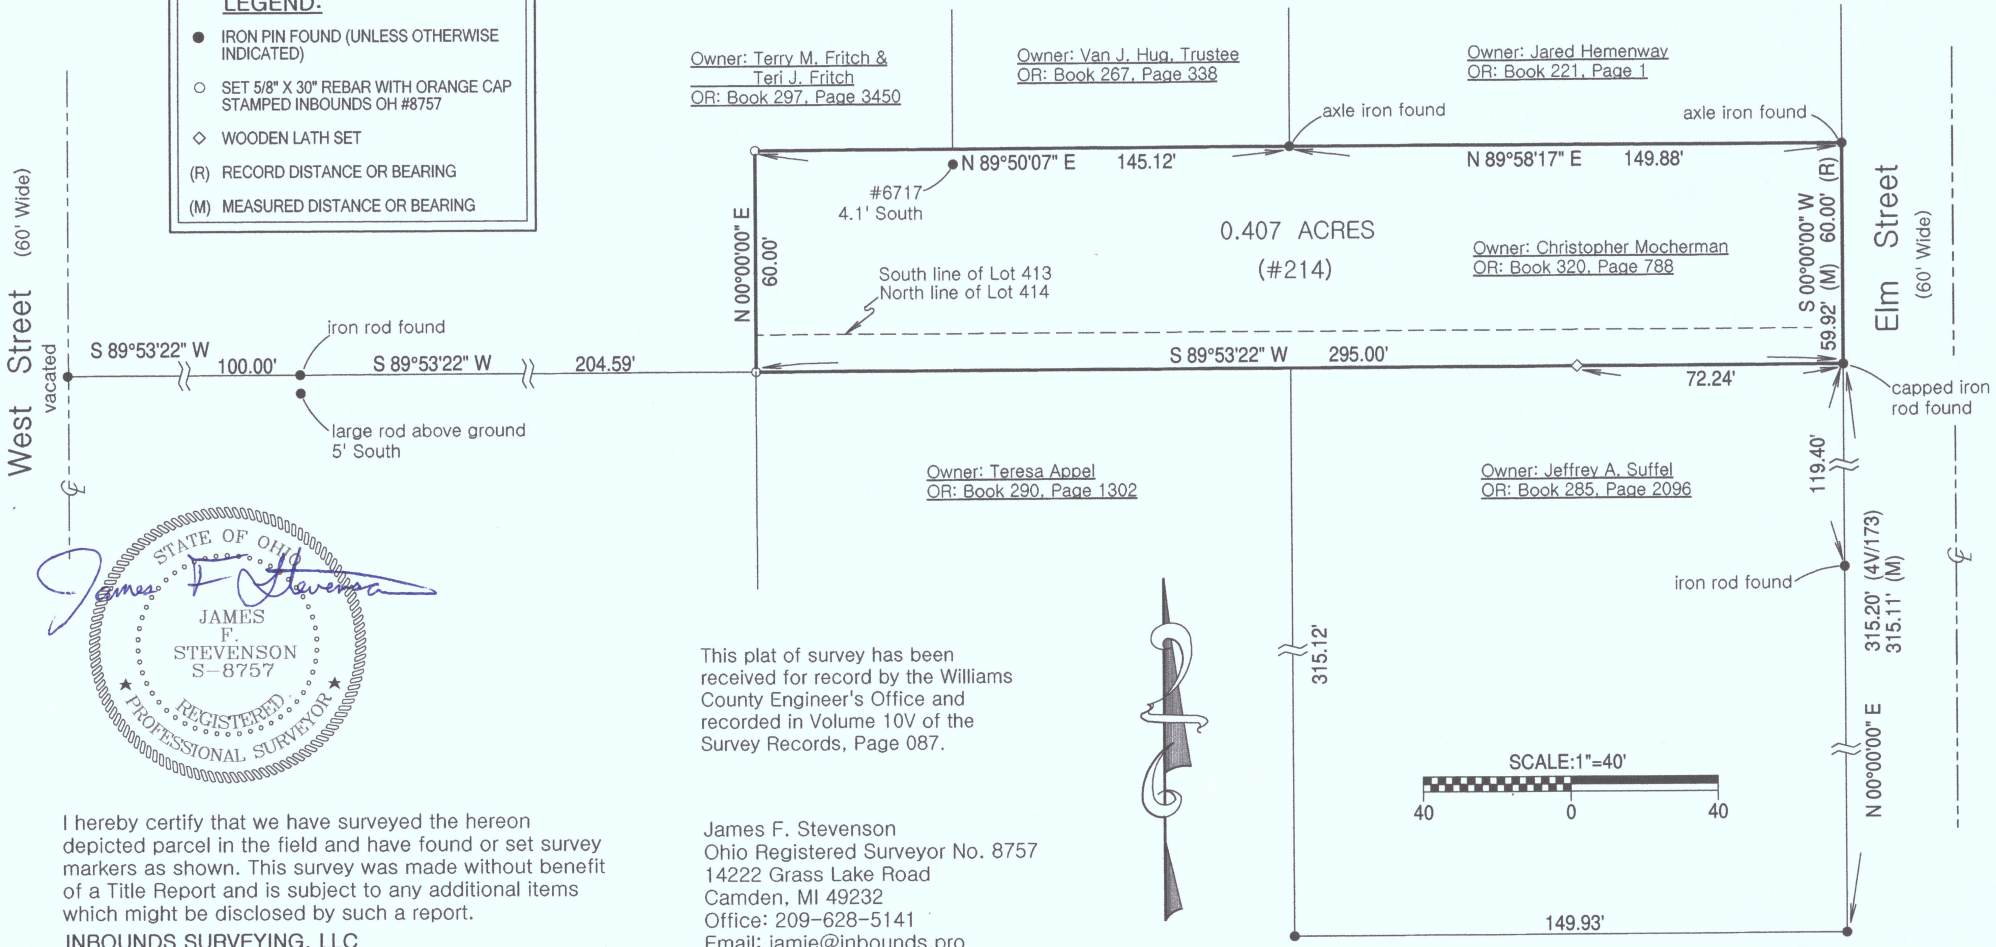 LEGEND:
IRON PIN FOUND (UNLESS OTHERWISE
INDICATED)
SET 5/8" X 30" REBAR WITH ORANGE CAP
STAMPED INBOUNDS OH #8757
WOODEN LATH SET
(R) RECORD DISTANCE OR BEARING
(M) MEASURED DISTANCE OR BEARING
Owner: Terry M. Fritch &
Teri J. Fritch
OR: Book 297, Page 3450
Owner: Van J. Hug, Trustee
OR: Book 267, Page 338
Owner: Jared Hemenway
OR: Book 221, Page 1
axle iron found
axle iron found
N 89°50'07" E 145.12'
N 89°58'17" E 149.88'
#6717
4.1' South
N 00°00'00" E
60.00'
0.407 ACRES
(#214)
Owner: Christopher Mocherman
OR: Book 320, Page 788
South line of Lot 413
North line of Lot 414
S 00°00'00" W
59.92' (M) 60.00' (R)
Elm Street
(60' Wide)
West Street (60' Wide)
vacated
iron rod found
S 89°53'22" W
100.00'
S 89°53'22" W
204.59'
S 89°53'22" W 295.00'
72.24'
capped iron
rod found
large rod above ground
5' South
Owner: Teresa Appel
OR: Book 290, Page 1302
Owner: Jeffrey A. Suffel
OR: Book 285, Page 2096
119.40'
iron rod found
315.20' (4V/173)
315.11' (M)
N 00°00'00" E
315.12'
STATE OF OHIO
JAMES
F.
STEVENSON
S-8757
REGISTERED
PROFESSIONAL SURVEYOR
James F Stevenson
This plat of survey has been
received for record by the Williams
County Engineer's Office and
recorded in Volume 10V of the
Survey Records, Page 087.
SCALE:1"=40'
40 0 40
I hereby certify that we have surveyed the hereon
depicted parcel in the field and have found or set survey
markers as shown. This survey was made without benefit
of a Title Report and is subject to any additional items
which might be disclosed by such a report.
INBOUNDS SURVEYING, LLC
James F. Stevenson
Ohio Registered Surveyor No. 8757
14222 Grass Lake Road
Camden, MI 49232
Office: 209-628-5141
Email: jamie@inbounds.pro
149.93'